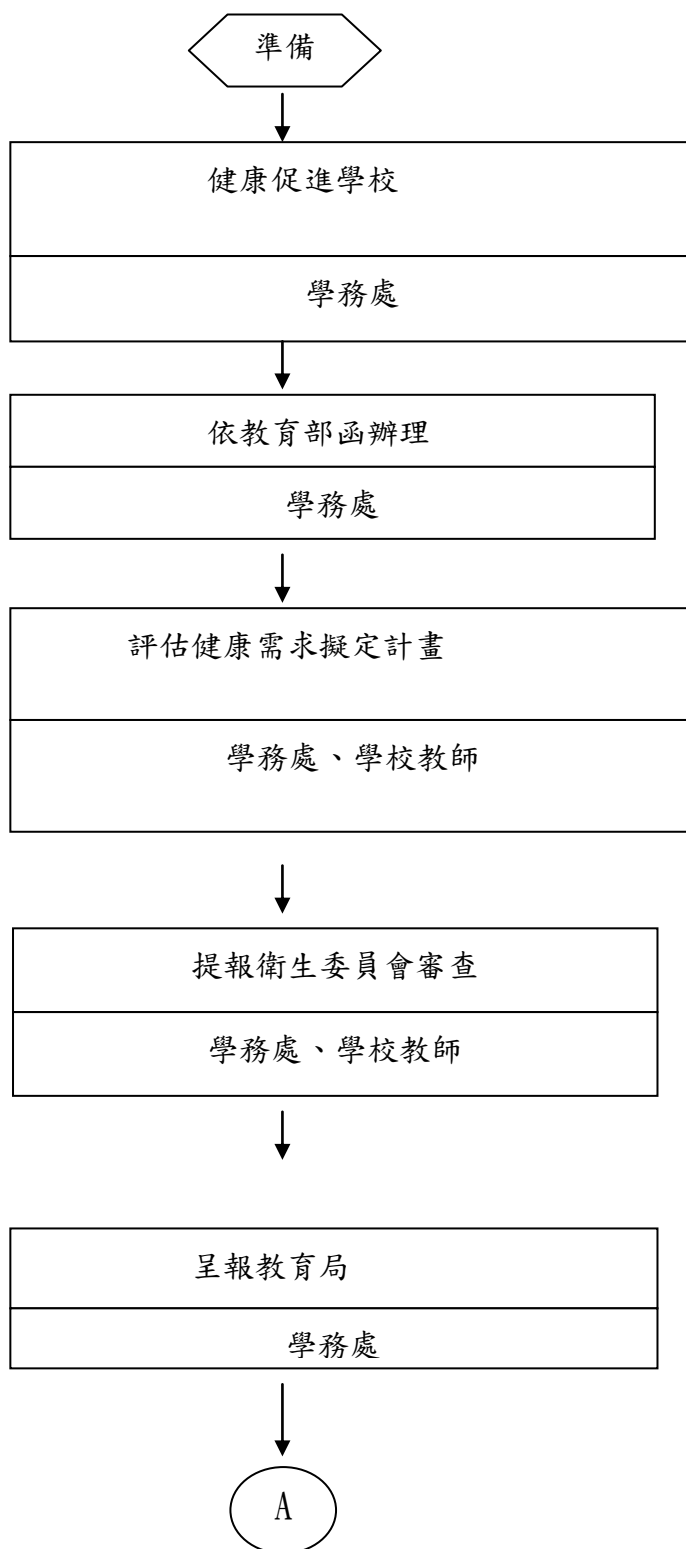 準備
健康促進學校
學務處
依教育部函辦理
學務處
評估健康需求擬定計畫
學務處、學校教師
提報衛生委員會審查
學務處、學校教師
呈報教育局
學務處
A